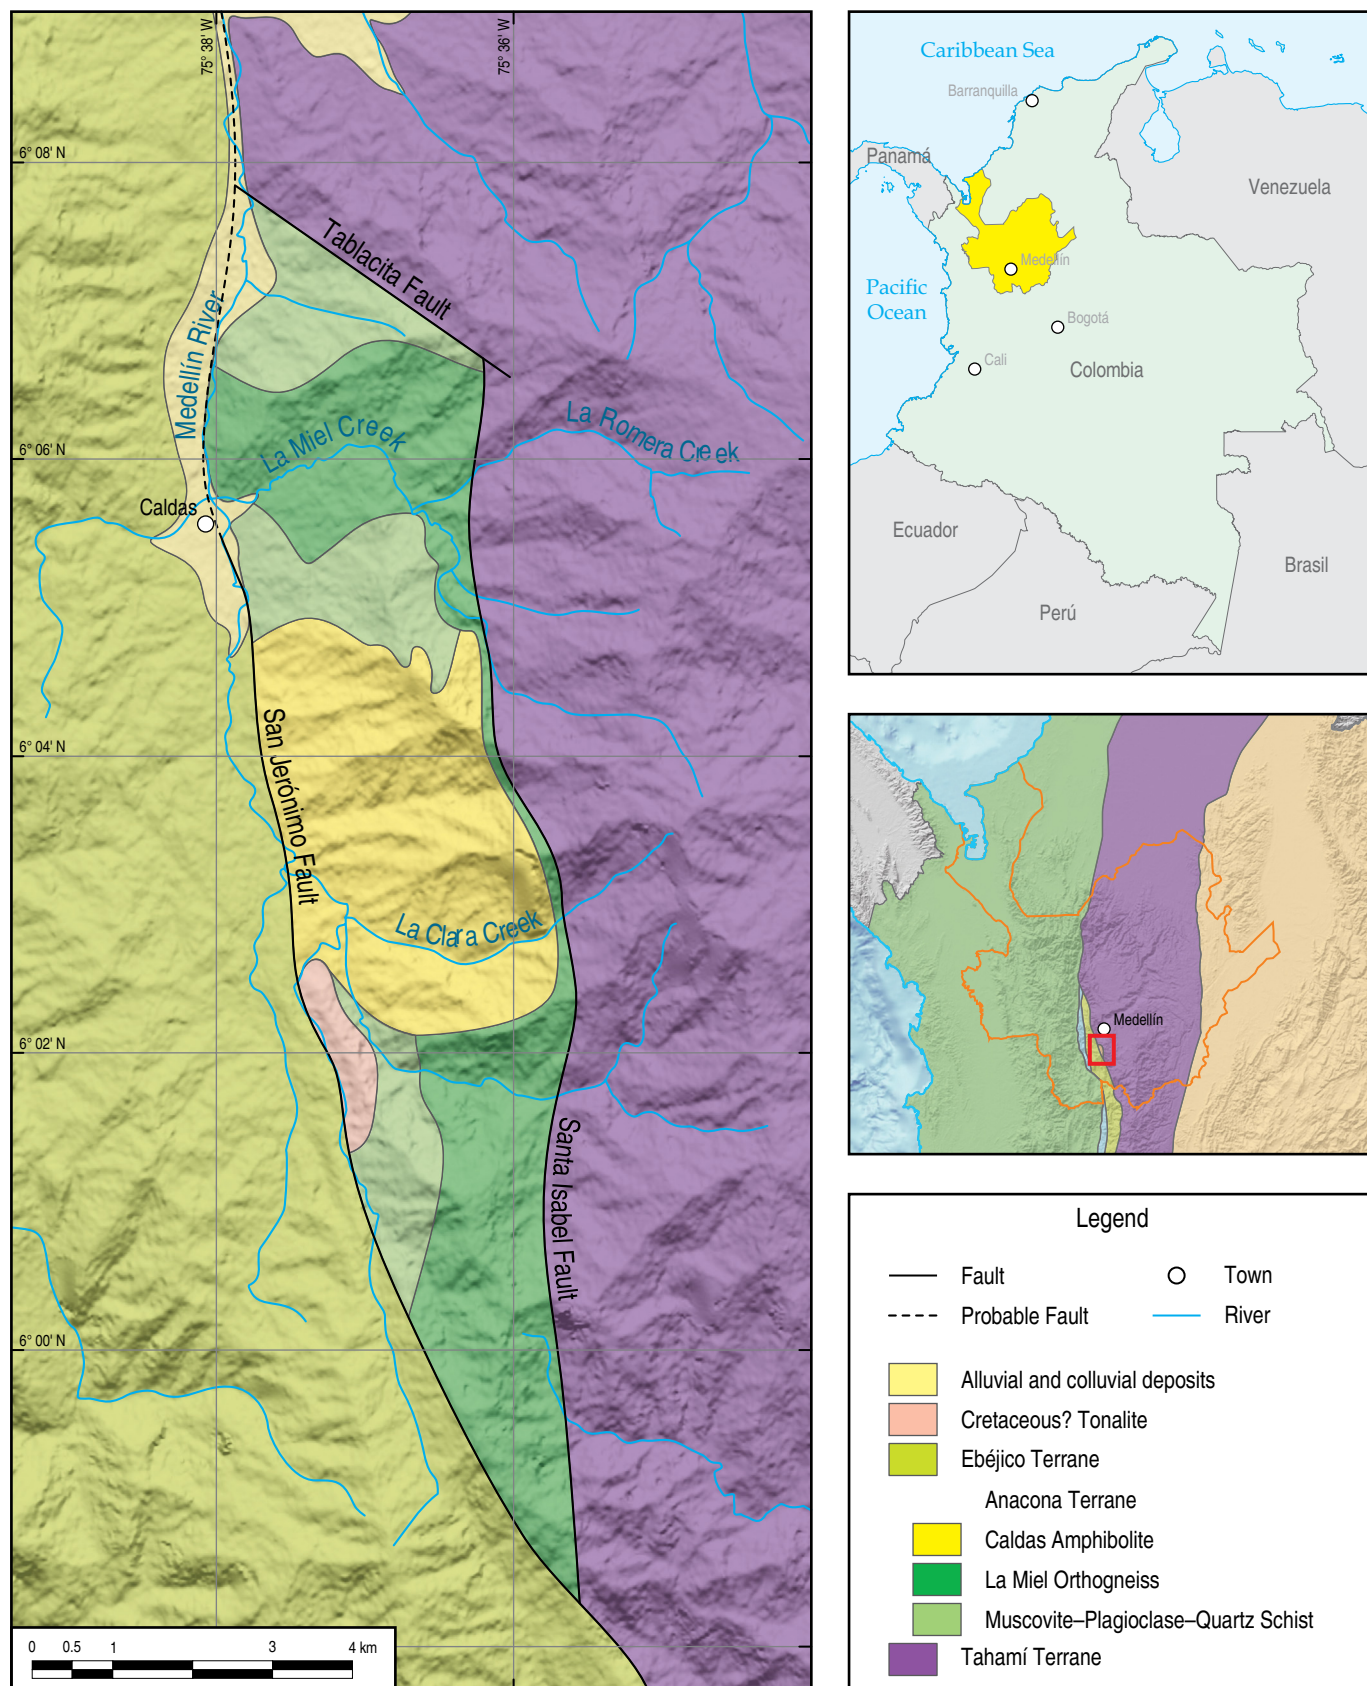 75° 38' W
75° 36' W
6° 08' N
Tablacita Fault
Medellín River
La Miel Creek
La Romera Creek
6° 06' N
Caldas
San Jerónimo Fault
6° 04' N
La Clara Creek
6° 02' N
Santa Isabel Fault
6° 00' N
0 0.5 1 3 4 km
Caribbean Sea
Barranquilla
Panamá
Venezuela
Medellín
Pacific
Ocean
Bogotá
Cali
Colombia
Ecuador
Brasil
Perú
Medellín
Legend
Fault
Town
Probable Fault
River
Alluvial and colluvial deposits
Cretaceous? Tonalite
Ebéjico Terrane
Anacona Terrane
Caldas Amphibolite
La Miel Orthogneiss
Muscovite–Plagioclase–Quartz Schist
Tahamí Terrane